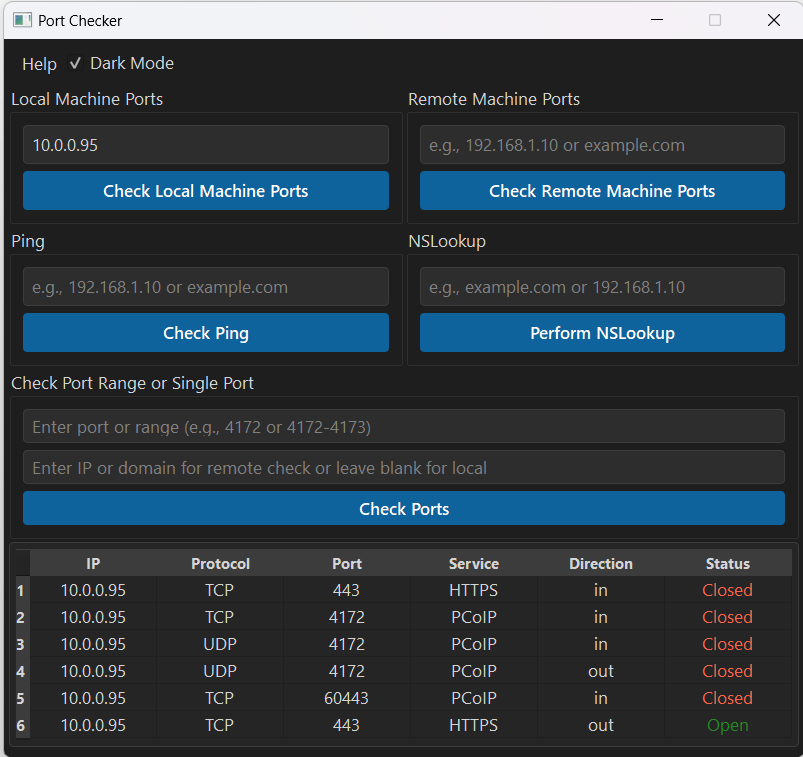 Port Checker
Help ✓ Dark Mode
Local Machine Ports
10.0.0.95
Check Local Machine Ports
Remote Machine Ports
e.g., 192.168.1.10 or example.com
Check Remote Machine Ports
Ping
e.g., 192.168.1.10 or example.com
Check Ping
NSLookup
e.g., example.com or 192.168.1.10
Perform NSLookup
Check Port Range or Single Port
Enter port or range (e.g., 4172 or 4172-4173)
Enter IP or domain for remote check or leave blank for local
Check Ports
IP Protocol Port Service Direction Status
1 10.0.0.95 TCP 443 HTTPS in Closed
2 10.0.0.95 TCP 4172 PCoIP in Closed
3 10.0.0.95 UDP 4172 PCoIP in Closed
4 10.0.0.95 UDP 4172 PCoIP out Closed
5 10.0.0.95 TCP 60443 PCoIP in Closed
6 10.0.0.95 TCP 443 HTTPS out Open